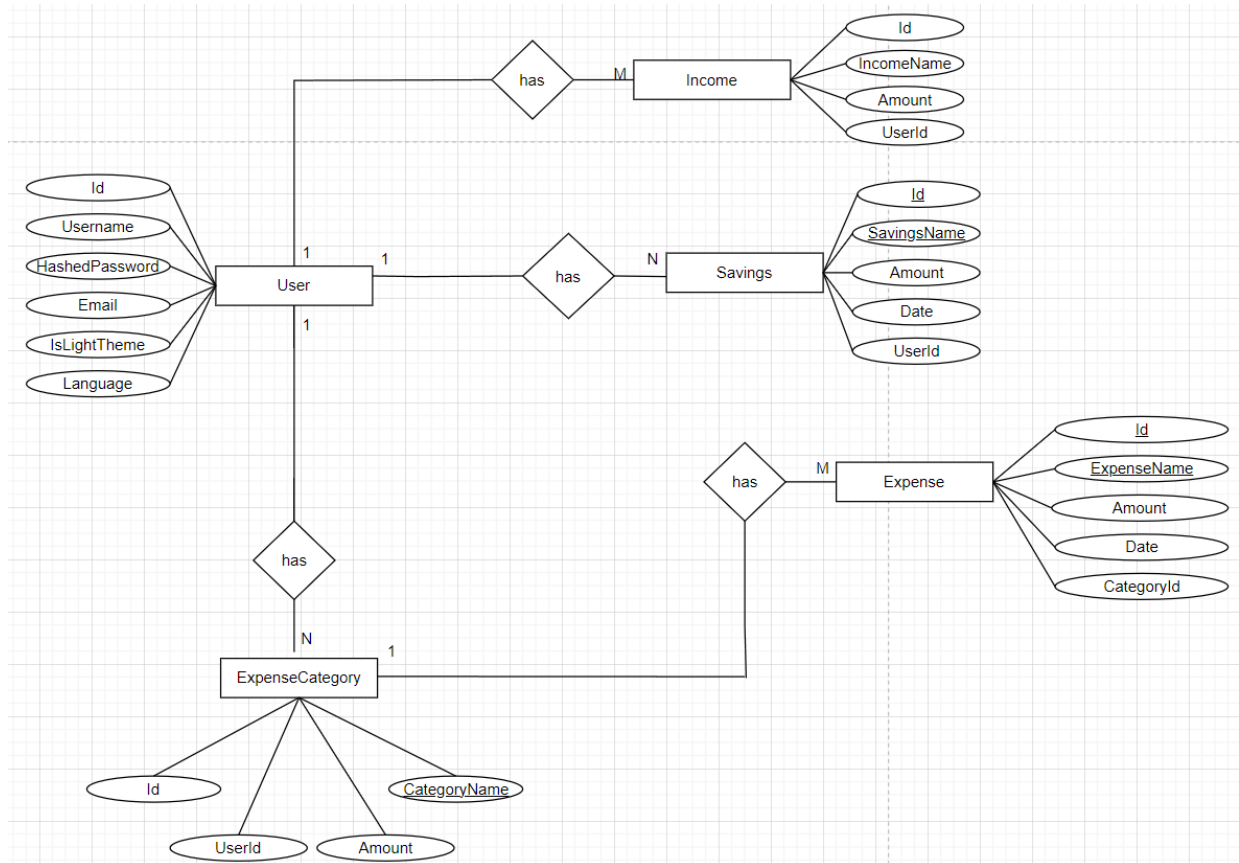 Id
has
M
Income
IncomeName
Amount
UserId
Id
Username
HashedPassword
Email
IsLightTheme
Language
1
1
User
1
has
N
Savings
Id
SavingsName
Amount
Date
UserId
has
M
Expense
Id
ExpenseName
Amount
Date
CategoryId
has
N
1
ExpenseCategory
Id
CategoryName
UserId
Amount